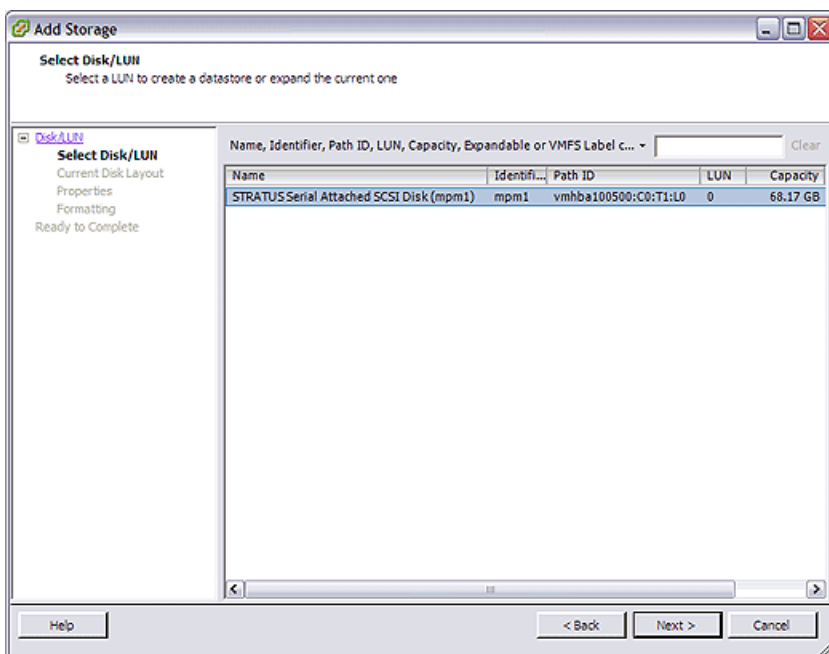 Add Storage
Select Disk/LUN
Select a LUN to create a datastore or expand the current one
Disk/LUN
Select Disk/LUN
Current Disk Layout
Properties
Formatting
Ready to Complete
Name, Identifier, Path ID, LUN, Capacity, Expandable or VMFS Label c... Clear
Name Identifi... Path ID LUN Capacity
STRATUS Serial Attached SCSI Disk (mpm1) mpm1 vmhba100500:C0:T1:L0 0 68.17 GB
Help < Back Next > Cancel